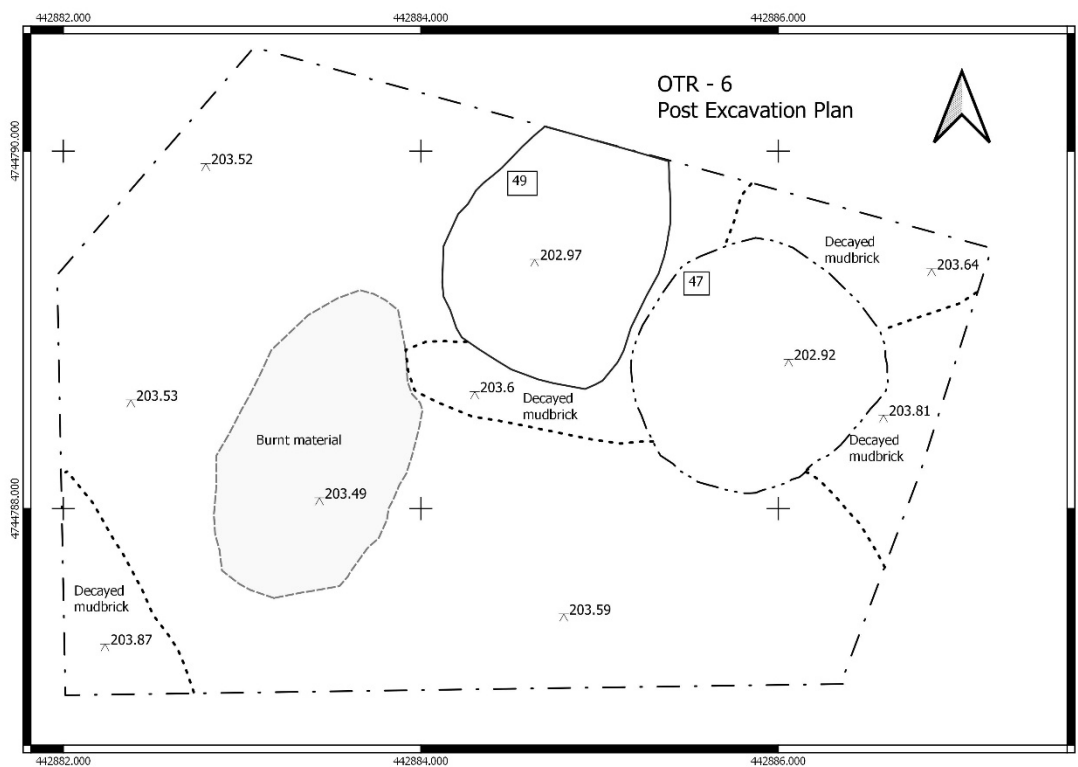 442882.000
442884.000
442886.000
OTR - 6
Post Excavation Plan
4744790.000
203.52
49
202.97
Decayed
mudbrick
203.64
47
202.92
203.53
203.6
Decayed
mudbrick
203.81
Decayed
mudbrick
Burnt material
203.49
4744788.000
Decayed
mudbrick
203.87
203.59
442882.000
442884.000
442886.000